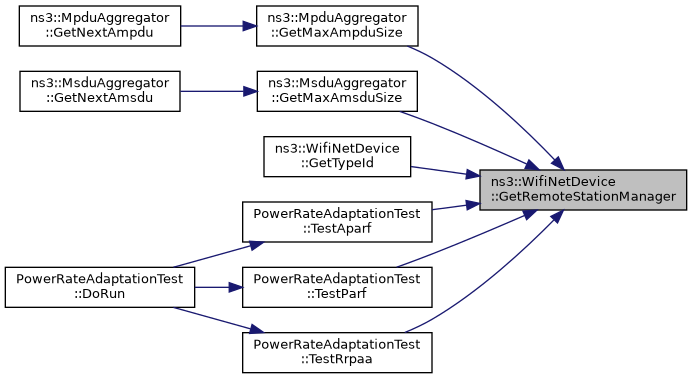 ns3::MpduAggregator
::GetNextAmpdu
ns3::MpduAggregator
::GetMaxAmpduSize
ns3::MsduAggregator
::GetNextAmsdu
ns3::MsduAggregator
::GetMaxAmsduSize
ns3::WifiNetDevice
::GetTypeId
ns3::WifiNetDevice
::GetRemoteStationManager
PowerRateAdaptationTest
::TestAparf
PowerRateAdaptationTest
::DoRun
PowerRateAdaptationTest
::TestParf
PowerRateAdaptationTest
::TestRrpaa